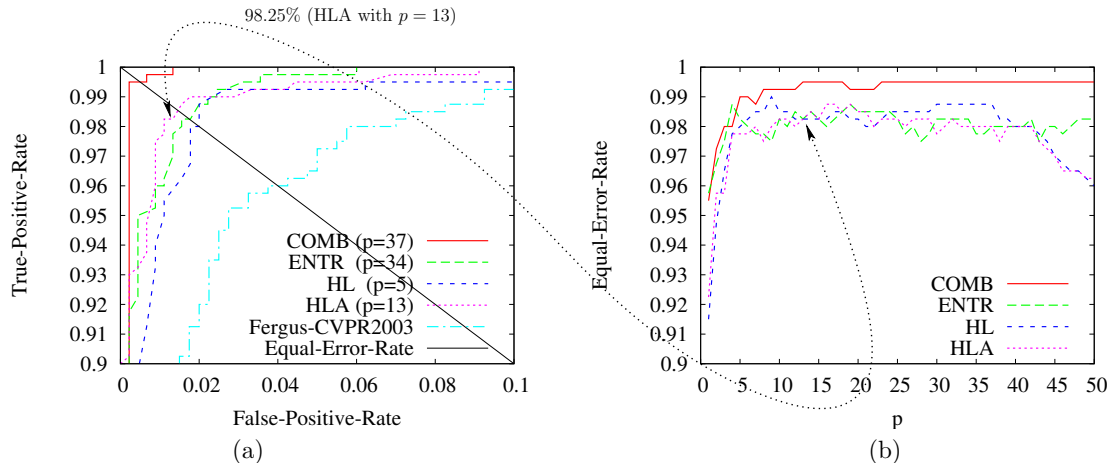 98.25% (HLA with p = 13)
True-Positive-Rate
1
0.99
0.98
0.97
0.96
0.95
0.94
0.93
0.92
0.91
0.9
COMB (p=37)
ENTR (p=34)
HL (p=5)
HLA (p=13)
Fergus-CVPR2003
Equal-Error-Rate
0 0.02 0.04 0.06 0.08 0.1
False-Positive-Rate
(a)
Equal-Error-Rate
1
0.99
0.98
0.97
0.96
0.95
0.94
0.93
0.92
0.91
0.9
COMB
ENTR
HL
HLA
0 5 10 15 20 25 30 35 40 45 50
p
(b)